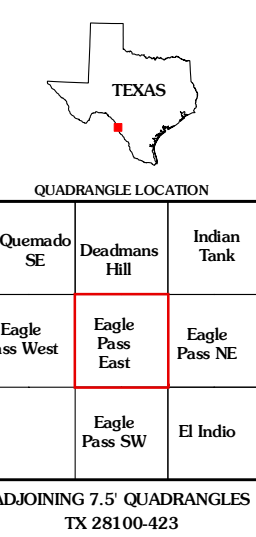 TEXAS
QUADRANGLE LOCATION
Quemado
SE
Deadmans
Hill
Indian
Tank
Eagle
ss West
Eagle
Pass
East
Eagle
Pass NE
Eagle
Pass SW
El Indio
ADJOINING 7.5' QUADRANGLES
TX 28100-423